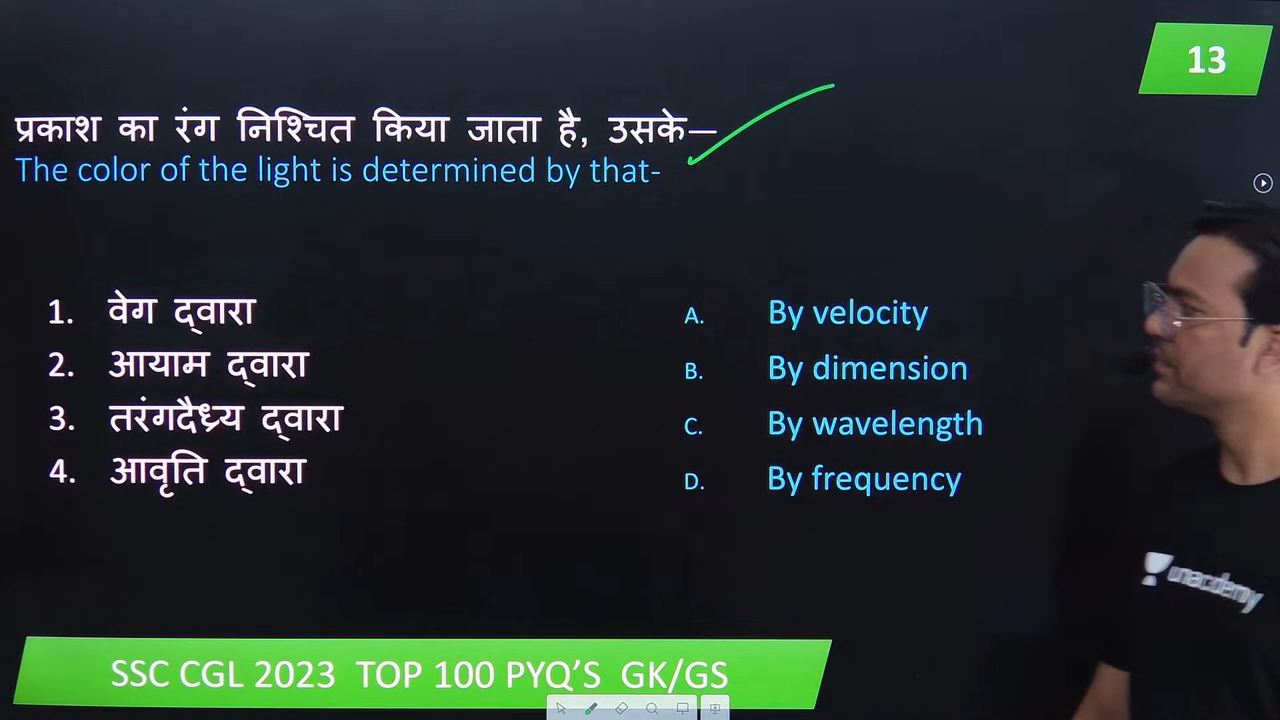 13
प्रकाश का रंग निश्चित किया जाता है, उसके–
The color of the light is determined by that-
1. वेग द्वारा
2. आयाम द्वारा
3. तरंगदैर्ध्य द्वारा
4. आवृति द्वारा
A. By velocity
B. By dimension
C. By wavelength
D. By frequency
unacademy
SSC CGL 2023 TOP 100 PYQ’S GK/GS